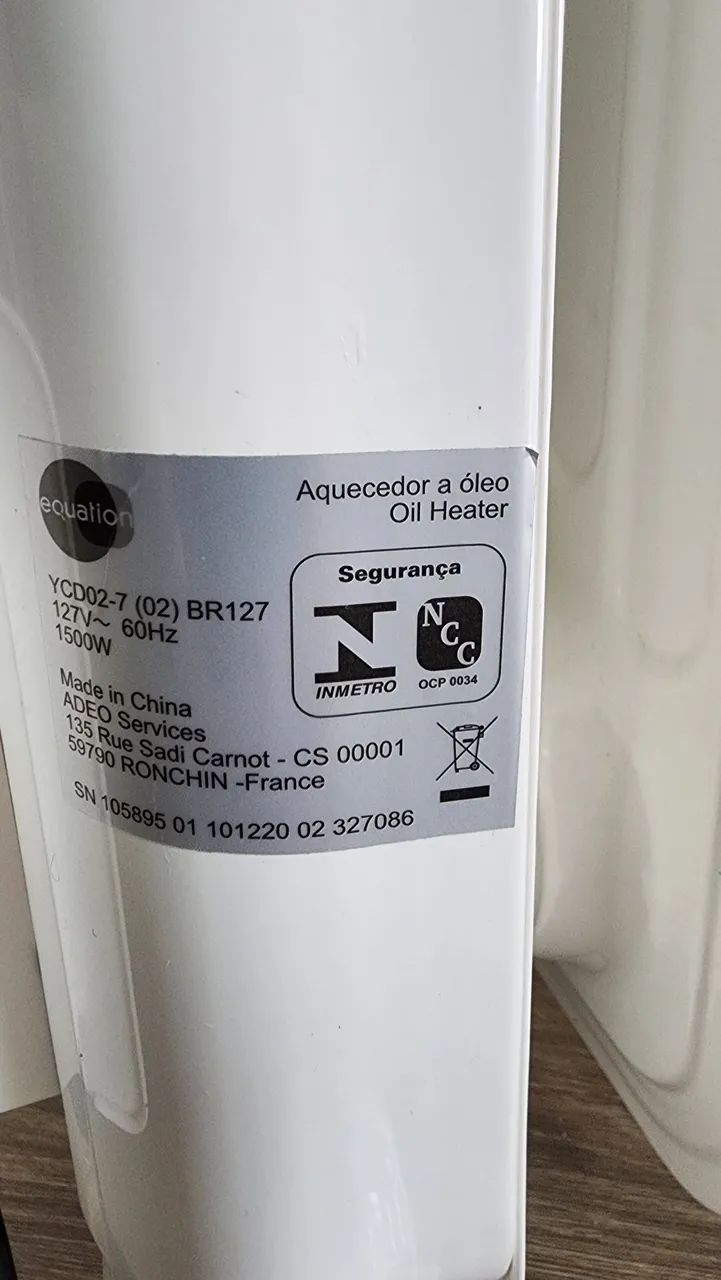 equation
Aquecedor a óleo
Oil Heater
YCD02-7 (02) BR127
127V~ 60Hz
1500W
Segurança
INMETRO
NCC
OCP 0034
Made in China
ADEO Services
135 Rue Sadi Carnot - CS 00001
59790 RONCHIN -France
SN 105895 01 101220 02 327086